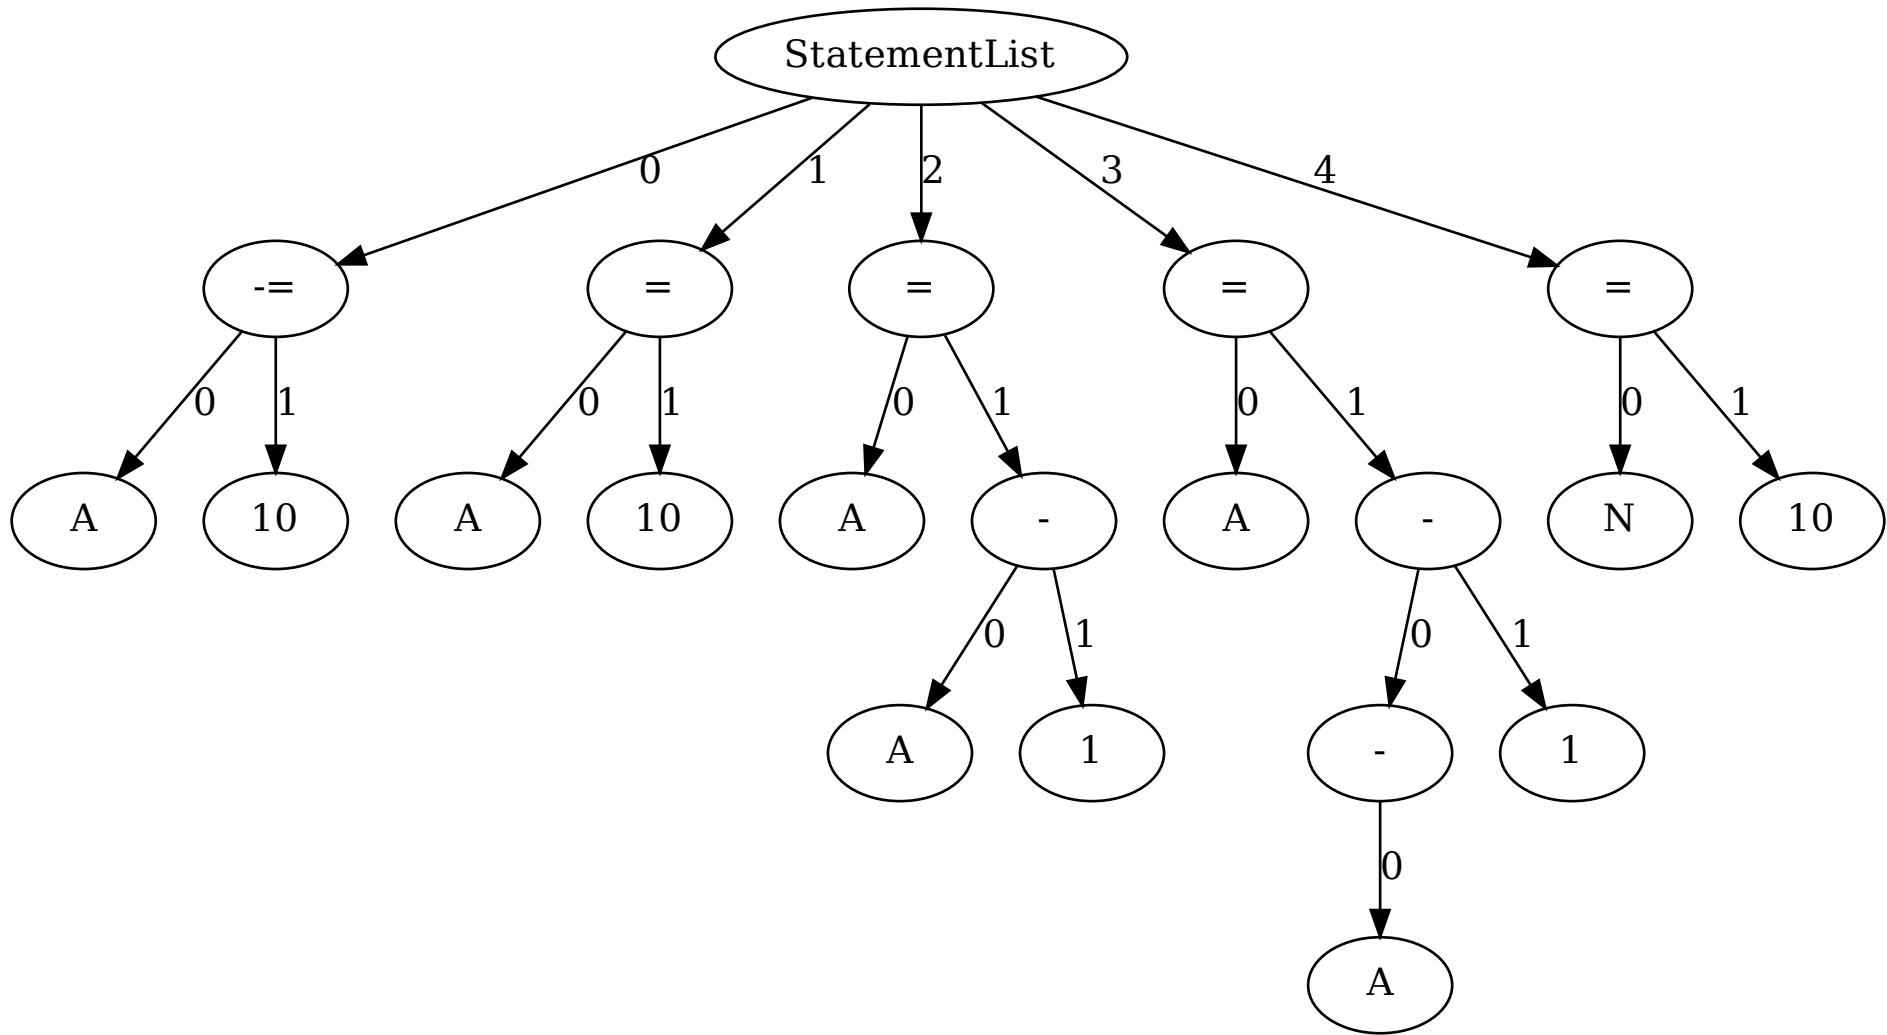 StatementList
0 1 2 3 4
-= = = = =
0 1 0 1 0 1 0 1 0 1
A 10 A 10 A - A - N 10
0 1 0 1
A 1 - 1
0
A